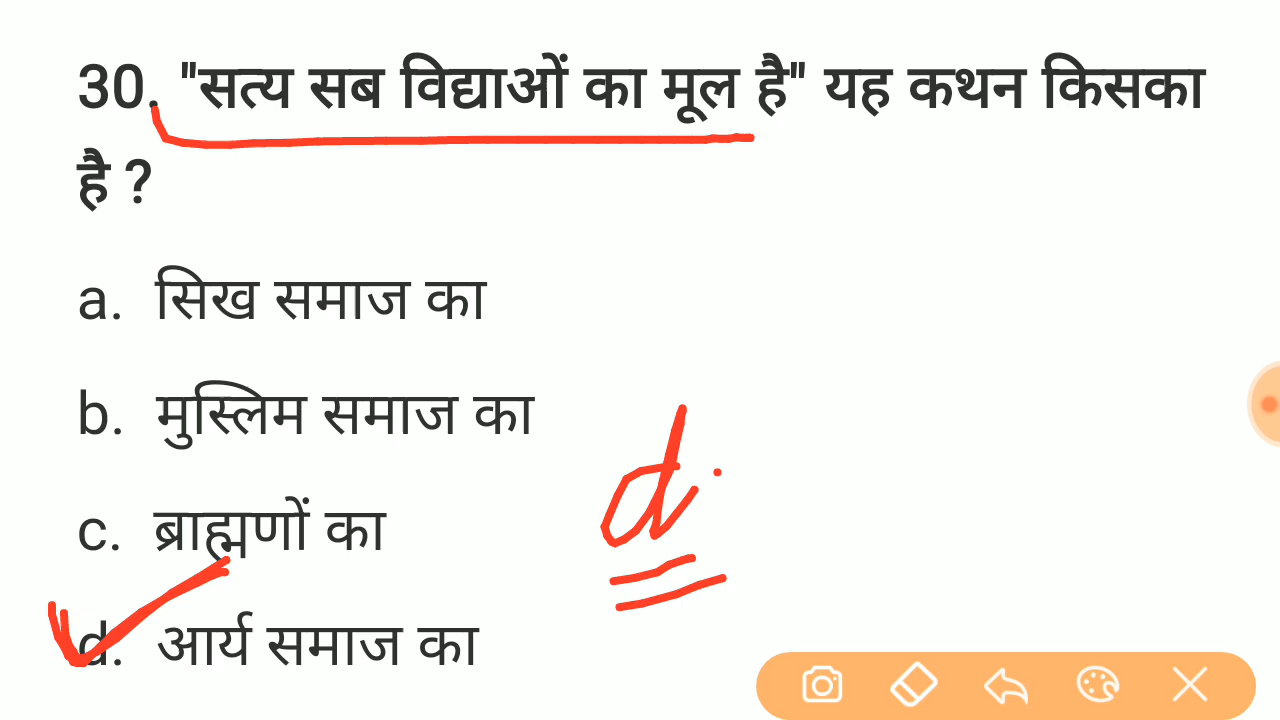 30. "सत्य सब विद्याओं का मूल है" यह कथन किसका
है ?
a. सिख समाज का
b. मुस्लिम समाज का
d.
c. ब्राह्मणों का
d. आर्य समाज का